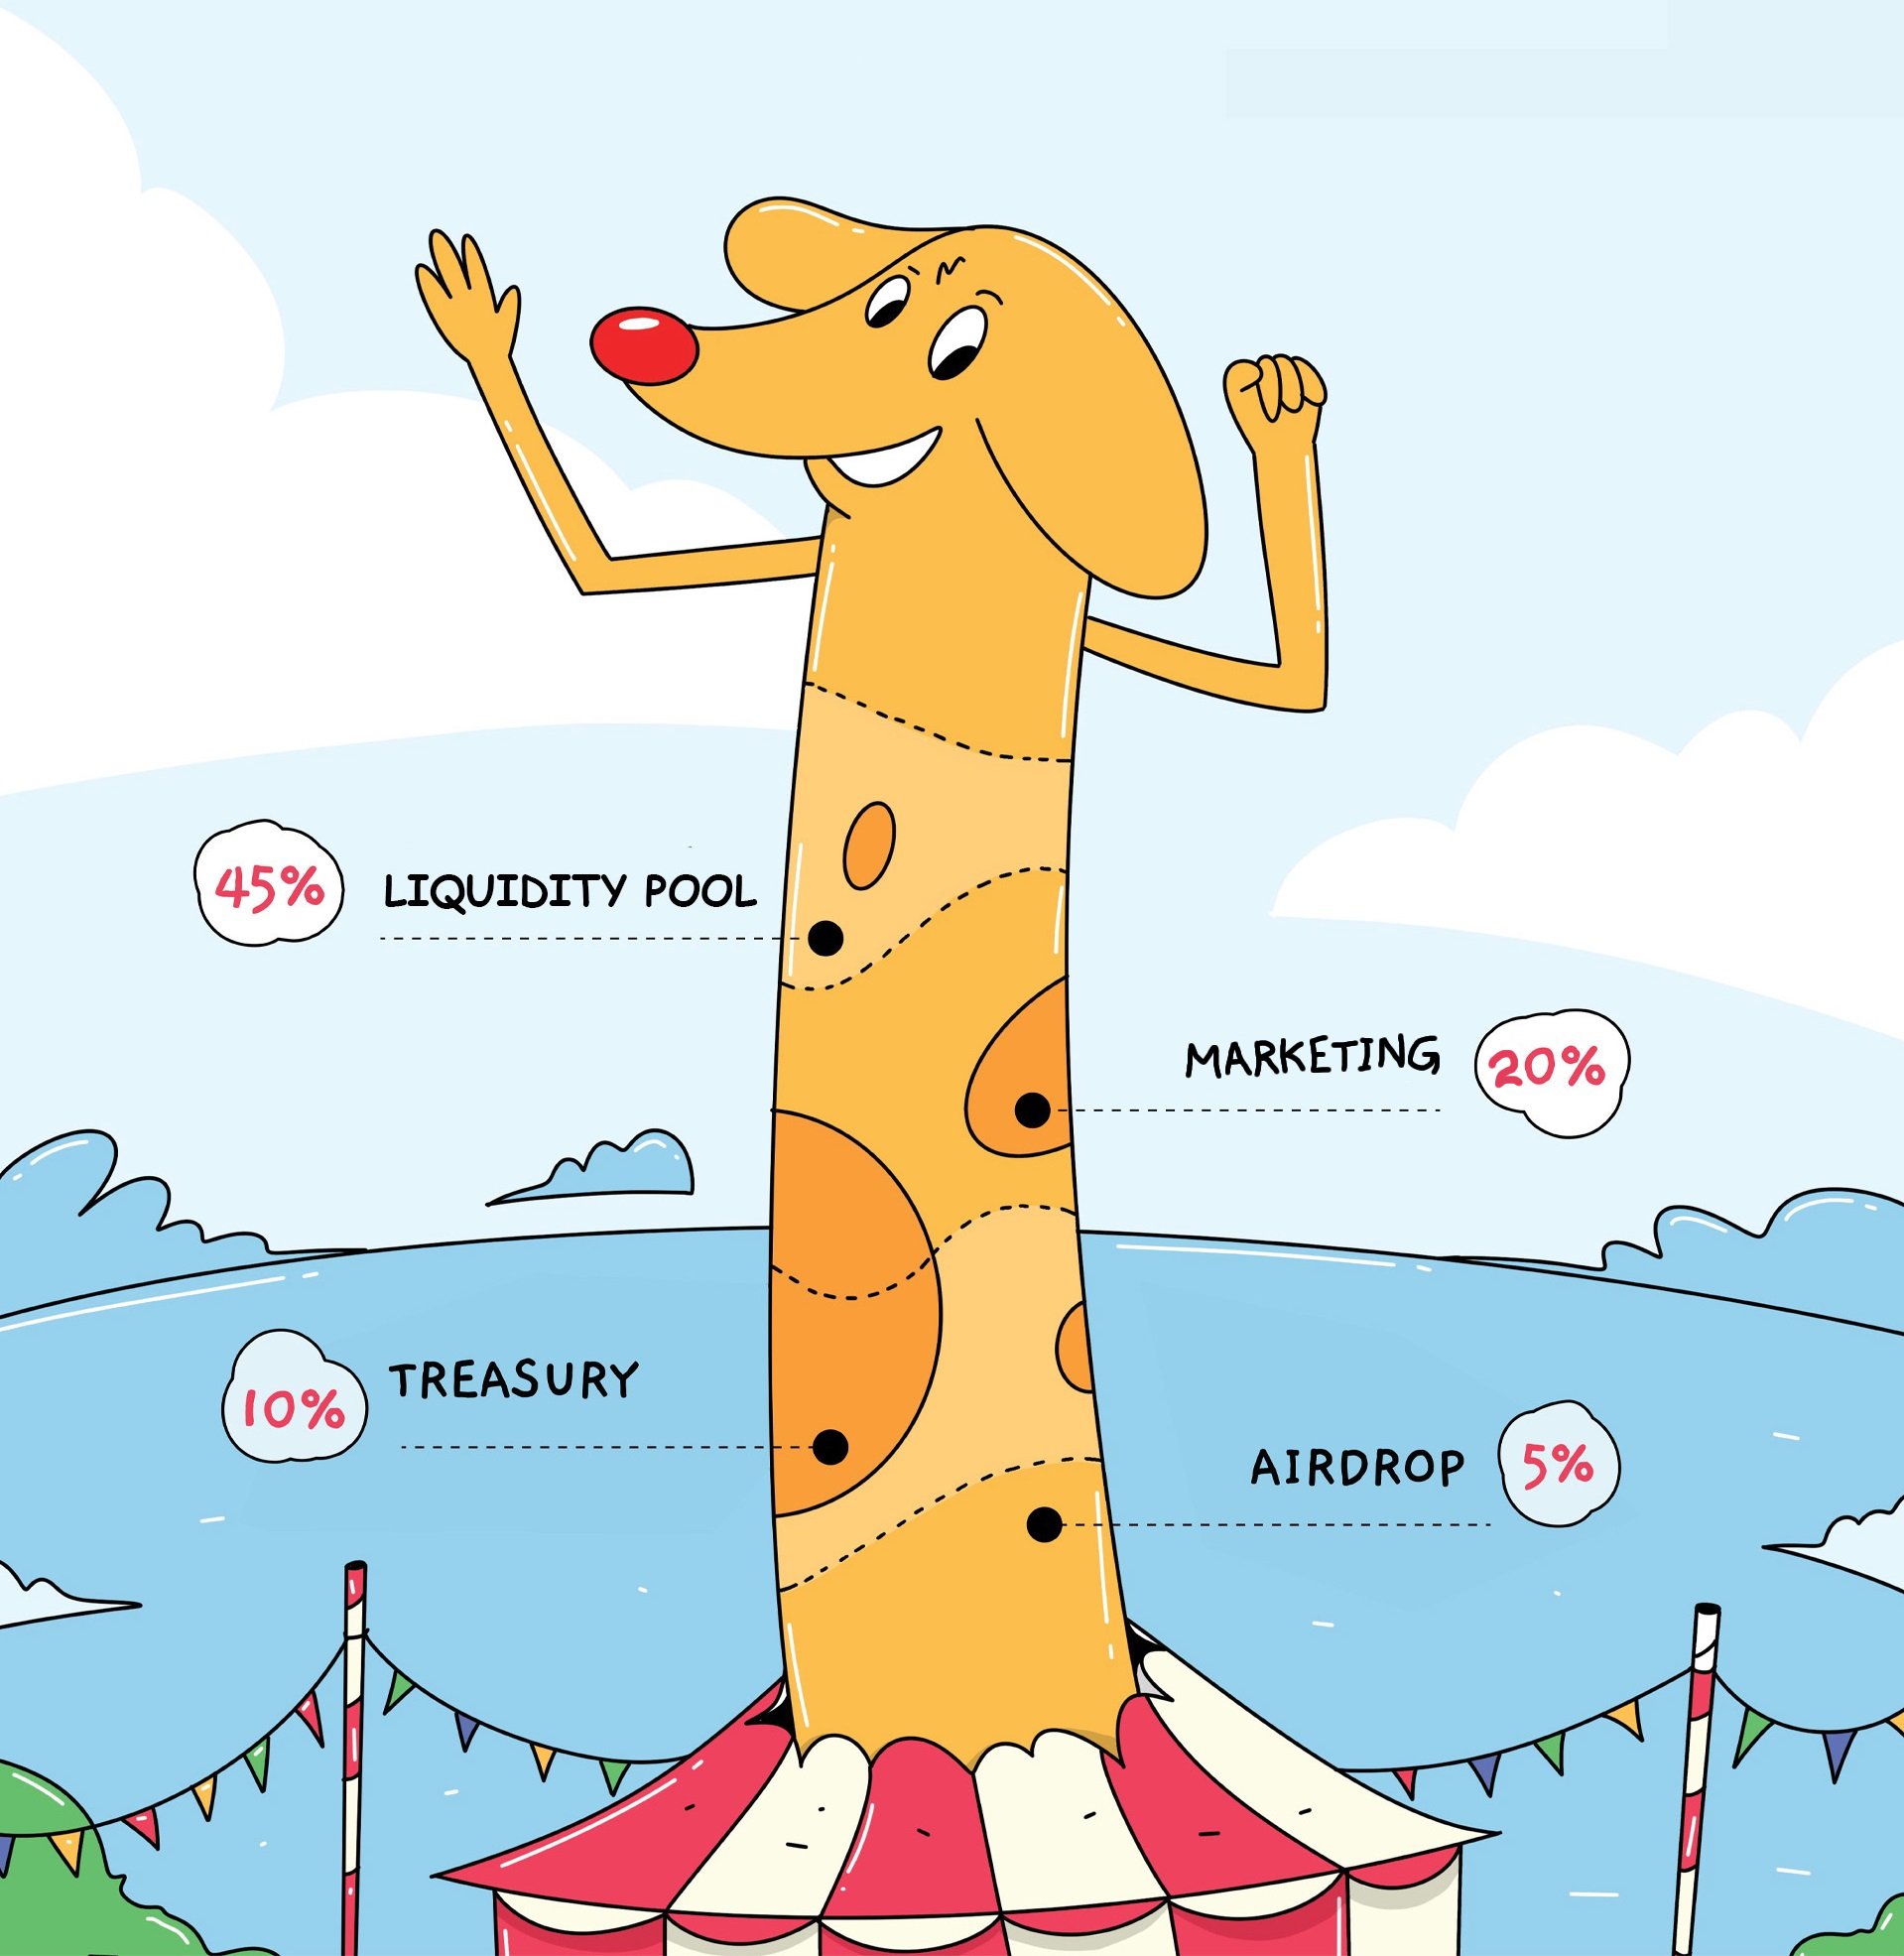 45%
LIQUIDITY POOL
MARKETING
20%
10%
TREASURY
AIRDROP
5%